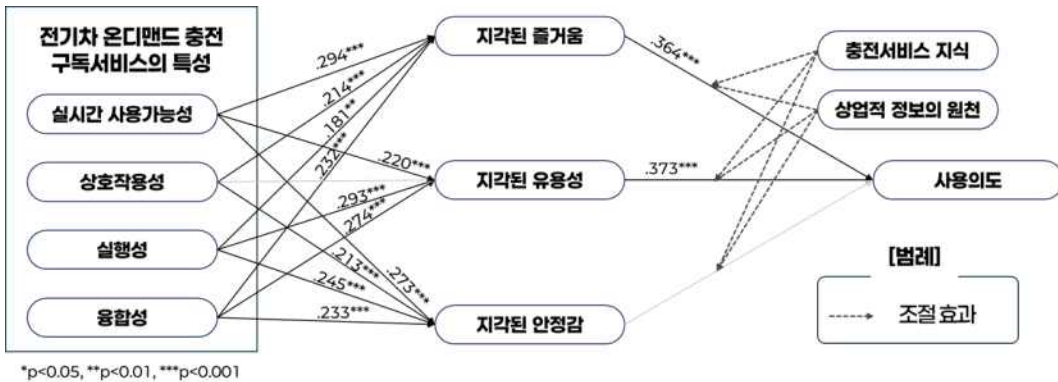 전기차 온디맨드 충전
구독서비스의 특성
실시간 사용가능성
상호작용성
실행성
융합성
.294***
.214***
.181**
.232***
.220***
.293***
.274***
.213***
.273***
.245***
.233***
지각된 즐거움
지각된 유용성
지각된 안정감
.364***
.373***
충전서비스 지식
상업적 정보의 원천
사용의도
[범례]
조절 효과
*p<0.05, **p<0.01, ***p<0.001